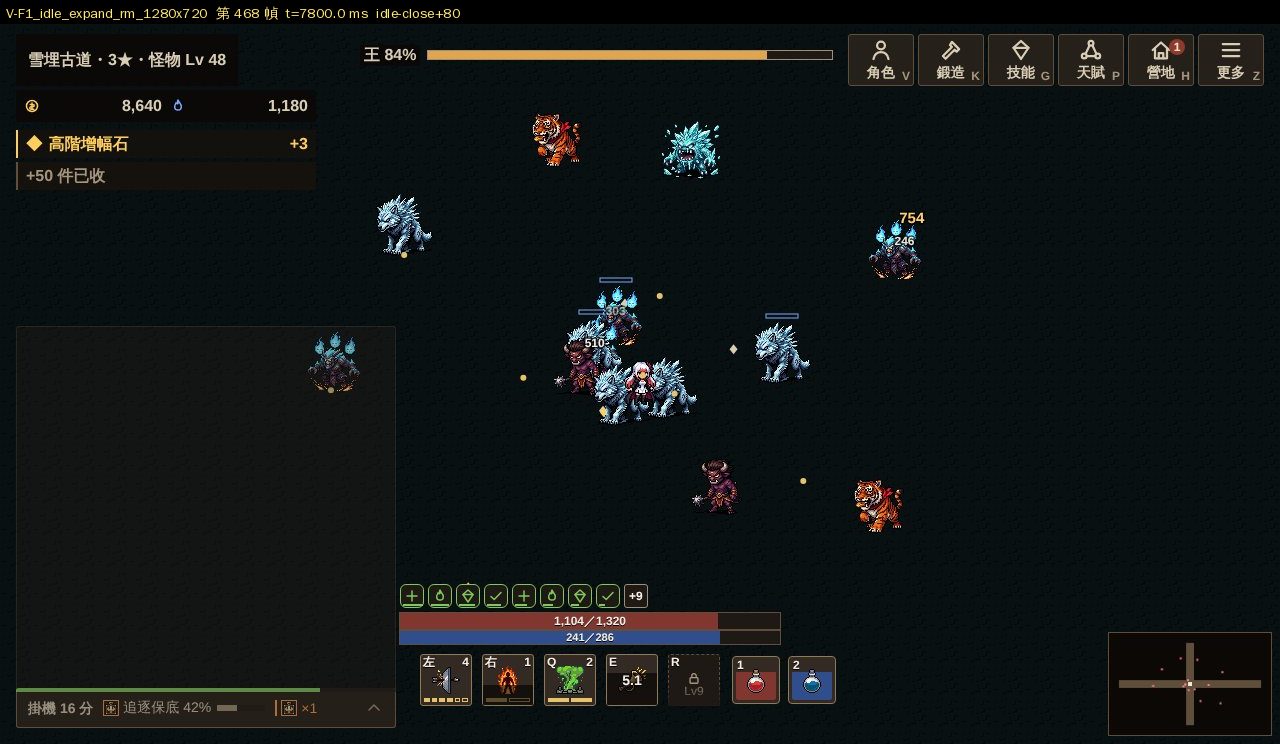 V-F1_idle_expand_rm_1280x720 第 468 幀 t=7800.0 ms idle-close+80
雪埋古道・3★・怪物 Lv 48
王 84%
角色 V
鍛造 K
技能 G
天賦 P
營地 H 1
更多 Z
8,640 1,180
高階增幅石 +3
+50 件已收
754
246
303
510
+9
1,104／1,320
241／286
左 4
右 1
Q 2
E 5.1
R Lv9
1
2
掛機 16 分 追逐保底 42% ×1